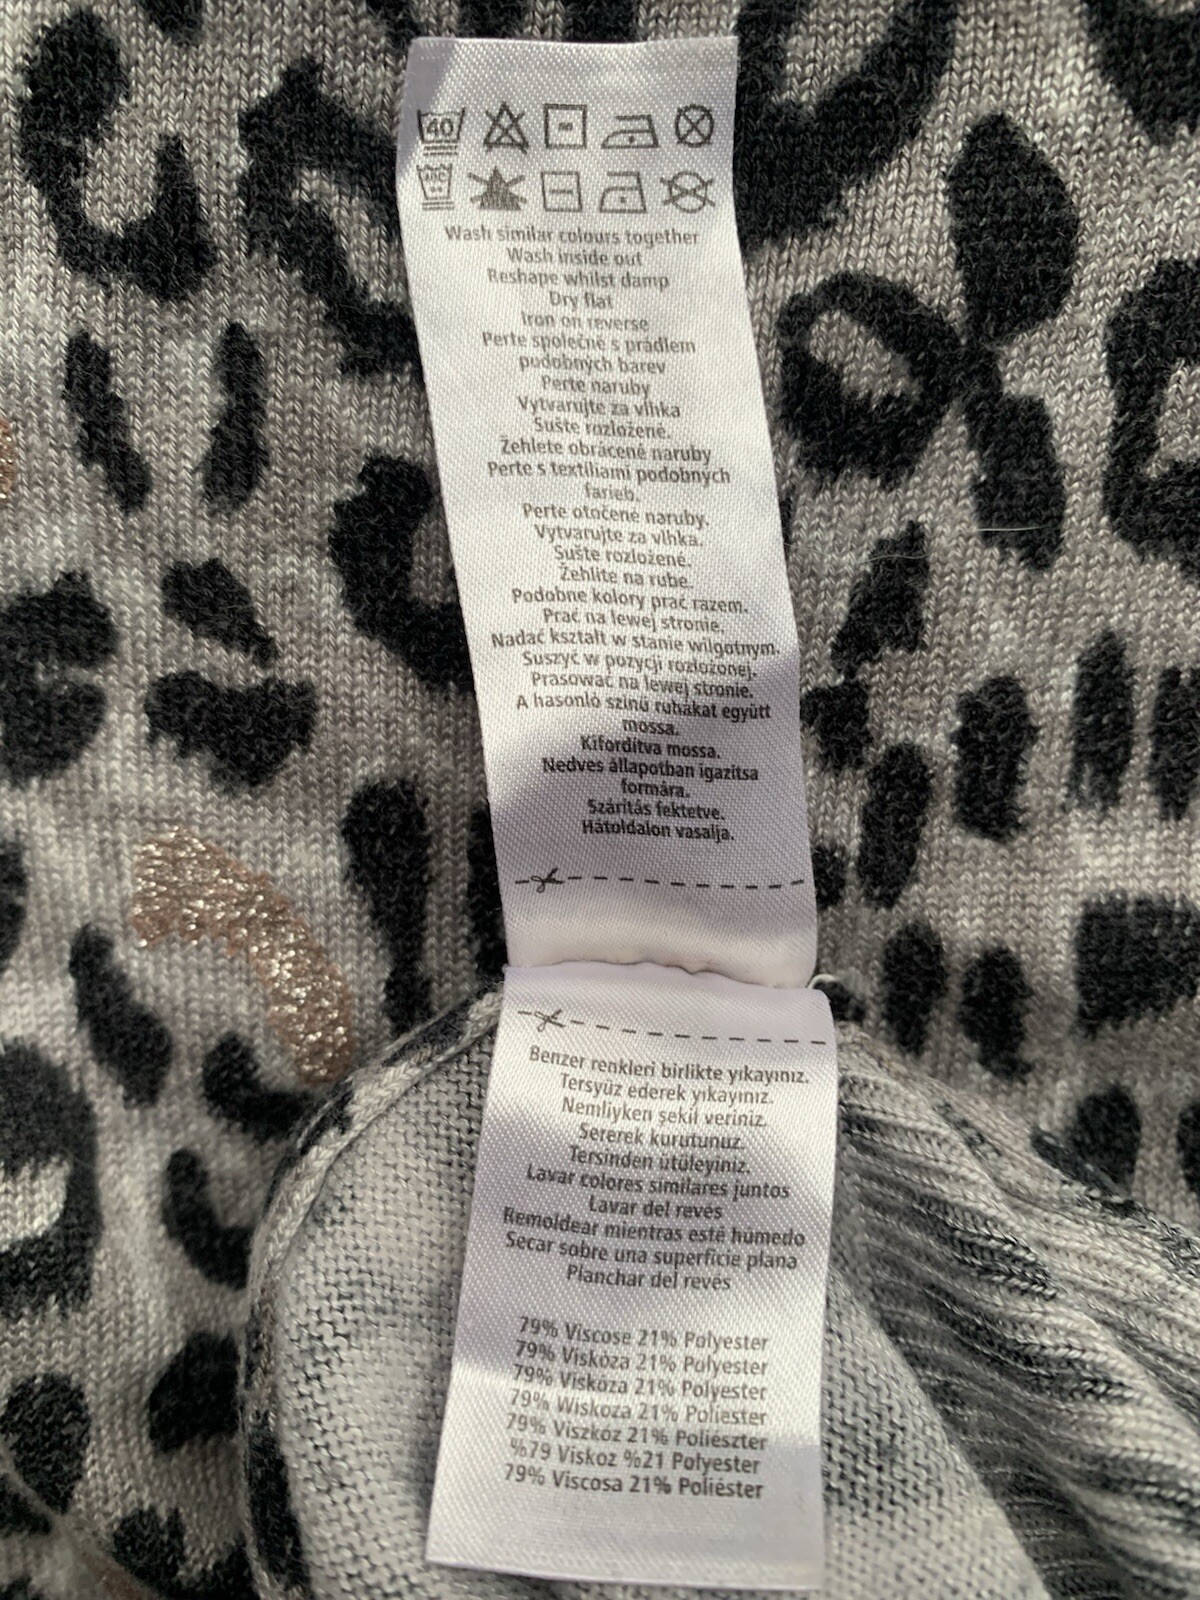 40
Wash similar colours together
Wash inside out
Reshape whilst damp
Dry flat
Iron on reverse
Perte společně s prádlem
podobných barev
Perte naruby
Vytvarujte za vlhka
Sušte rozložené.
Žehlete obráceně naruby
Perte s textíliami podobných
farieb.
Perte otočené naruby.
Vytvarujte za vlhka.
Sušte rozložené.
Žehlite na rube.
Podobne kolory prać razem.
Prać na lewej stronie.
Nadać kształt w stanie wilgotnym.
Suszyć w pozycji rozłożonej.
Prasować na lewej stronie.
A hasonló színű ruhákat együtt
mossa.
Kifordítva mossa.
Nedves állapotban igazítsa
formára.
Szárítás fektetve.
Hátoldalon vasalja.
Benzer renkleri birlikte yıkayınız.
Tersyüz ederek yıkayınız.
Nemliyken şekil veriniz.
Sererek kurutunuz.
Tersinden ütüleyiniz.
Lavar colores similares juntos
Lavar del revés
Remoldear mientras esté húmedo
Secar sobre una superficie plana
Planchar del revés
79% Viscose 21% Polyester
79% Viskóza 21% Polyester
79% Viskóza 21% Polyester
79% Wiskoza 21% Poliester
79% Viszkóz 21% Poliészter
%79 Viskoz %21 Polyester
79% Viscosa 21% Poliéster